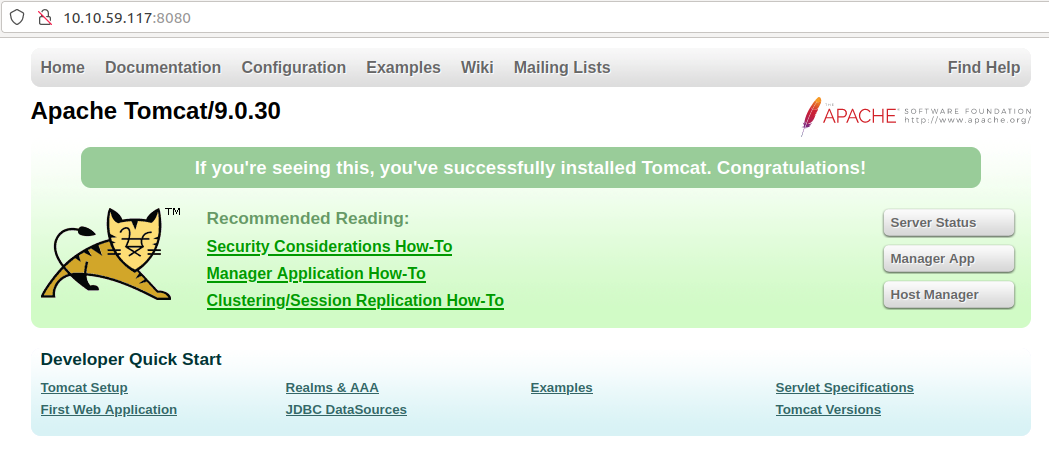 10.10.59.117:8080
Home Documentation Configuration Examples Wiki Mailing Lists Find Help
Apache Tomcat/9.0.30
THE
APACHE® SOFTWARE FOUNDATION
http://www.apache.org/
If you're seeing this, you've successfully installed Tomcat. Congratulations!
TM
Recommended Reading:
Security Considerations How-To
Manager Application How-To
Clustering/Session Replication How-To
Server Status
Manager App
Host Manager
Developer Quick Start
Tomcat Setup Realms & AAA Examples Servlet Specifications
First Web Application JDBC DataSources Tomcat Versions